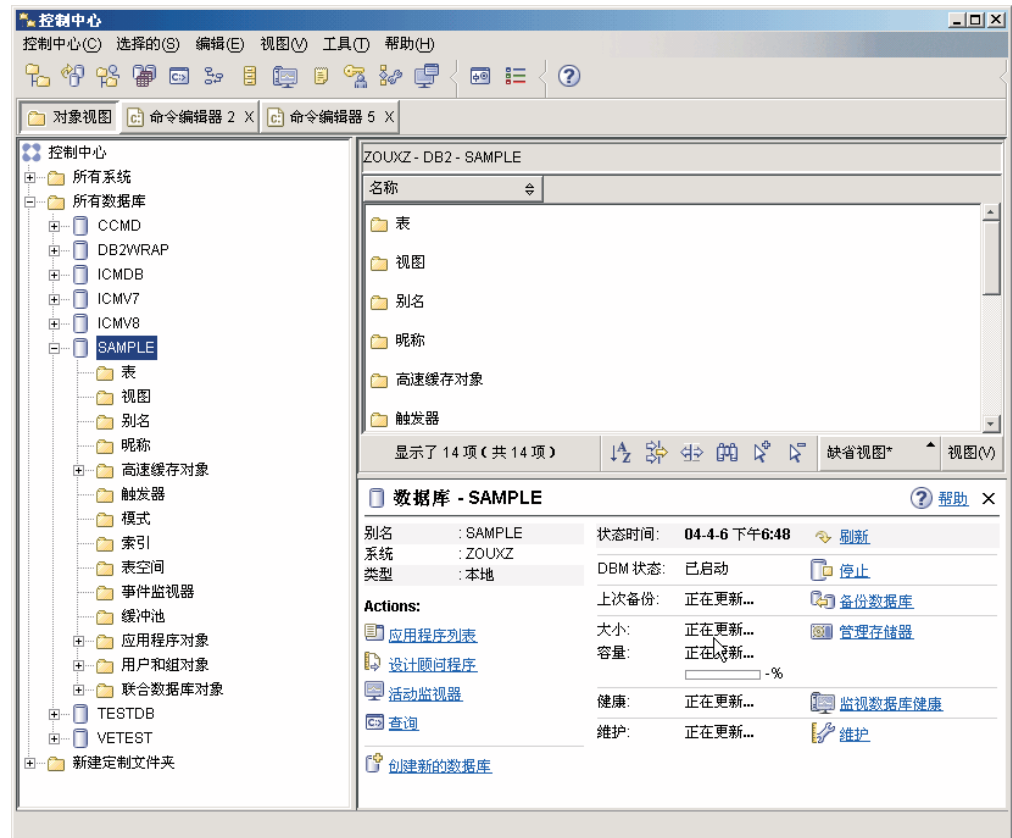 控制中心
控制中心(C) 选择的(S) 编辑(E) 视图(V) 工具(T) 帮助(H)
对象视图 命令编辑器 2 X 命令编辑器 5 X
控制中心
所有系统
所有数据库
CCMD
DB2WRAP
ICMDB
ICMV7
ICMV8
SAMPLE
表
视图
别名
昵称
高速缓存对象
触发器
模式
索引
表空间
事件监视器
缓冲池
应用程序对象
用户和组对象
联合数据库对象
TESTDB
VETEST
新建定制文件夹
ZOUXZ - DB2 - SAMPLE
名称
表
视图
别名
昵称
高速缓存对象
触发器
显示了 14 项 ( 共 14 项 ) 缺省视图* 视图(V)
数据库 - SAMPLE 帮助
别名 : SAMPLE
系统 : ZOUXZ
类型 : 本地
Actions:
应用程序列表
设计顾问程序
活动监视器
查询
创建新的数据库
状态时间: 04-4-6 下午6:48 刷新
DBM 状态: 已启动 停止
上次备份: 正在更新... 备份数据库
大小: 正在更新... 管理存储器
容量: 正在更新...
-%
健康: 正在更新... 监视数据库健康
维护: 正在更新... 维护